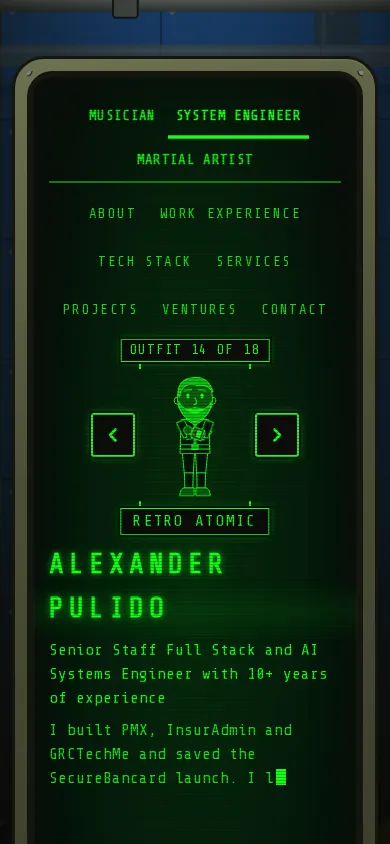 MUSICIAN SYSTEM ENGINEER
MARTIAL ARTIST
ABOUT WORK EXPERIENCE
TECH STACK SERVICES
PROJECTS VENTURES CONTACT
OUTFIT 14 OF 18
RETRO ATOMIC
ALEXANDER
PULIDO
Senior Staff Full Stack and AI
Systems Engineer with 10+ years
of experience
I built PMX, InsurAdmin and
GRCTechMe and saved the
SecureBancard launch. I l